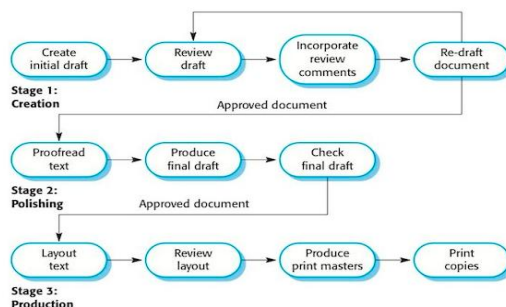 Create
initial draft
Review
draft
Incorporate
review
comments
Re-draft
document
Stage 1:
Creation
Approved document
Proofread
text
Produce
final draft
Check
final draft
Stage 2:
Polishing
Approved document
Layout
text
Review
layout
Produce
print masters
Print
copies
Stage 3:
Production